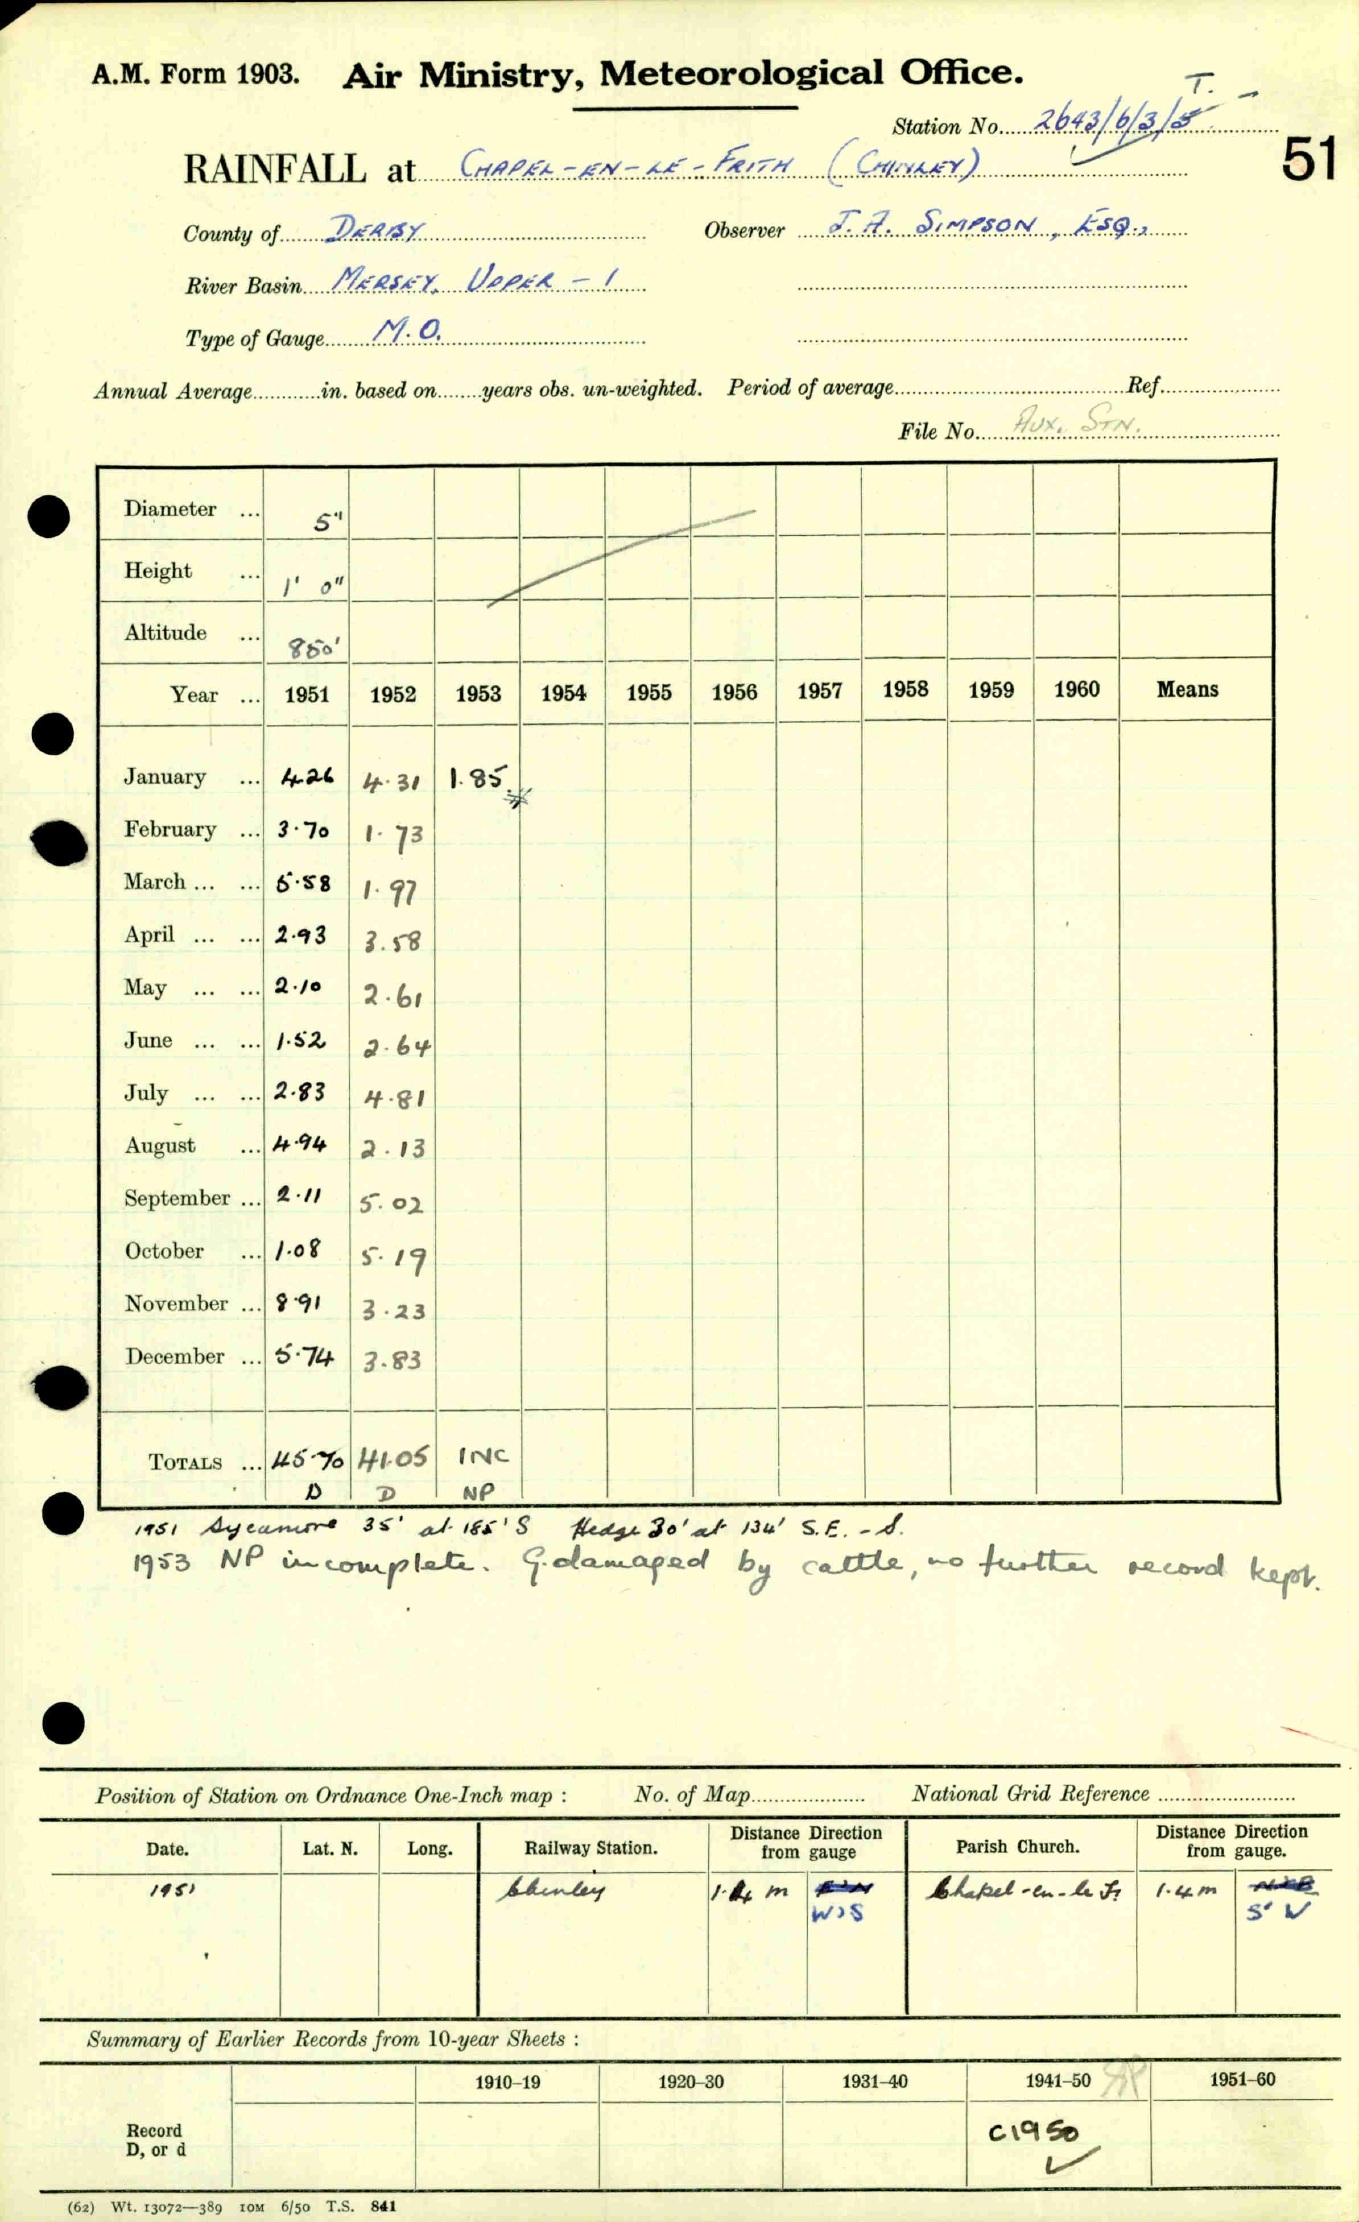 A.M. Form 1903. Air Ministry, Meteorological Office.
T.
Station No. 2643/6/3/5
RAINFALL at CHAPEL-EN-LE-FRITH (CHINLEY)
51
County of DERBY Observer J. A. SIMPSON, ESQ.,
River Basin MERSEY, UPPER - 1
Type of Gauge M.O.
Annual Average in. based on years obs. un-weighted. Period of average Ref.
File No. AUX. STN.
Diameter ... 5"
Height ... 1' 0"
Altitude ... 850'
Year ... 1951 1952 1953 1954 1955 1956 1957 1958 1959 1960 Means
January ... 4.26 4.31 1.85
February ... 3.70 1.73
March ... ... 5.58 1.97
April ... ... 2.93 3.58
May ... ... 2.10 2.61
June ... ... 1.52 2.64
July ... ... 2.83 4.81
August ... 4.94 2.13
September ... 2.11 5.02
October ... 1.08 5.19
November ... 8.91 3.23
December ... 5.74 3.83
TOTALS ... 45.70 41.05 INC
D D NP
1951 Sycamore 35' at 185' S Hedge 30' at 134' S.E. - S.
1953 NP incomplete. G. damaged by cattle, no further record kept.
Position of Station on Ordnance One-Inch map : No. of Map National Grid Reference
Date. Lat. N. Long. Railway Station. Distance Direction from gauge Parish Church. Distance Direction from gauge.
1951 Chinley 1.4 m Chapel-en-le Fr 1.4 m
Summary of Earlier Records from 10-year Sheets :
1910–19 1920–30 1931–40 1941–50 1951–60
Record
D, or d
C1950
(62) Wt. 13072—389 10M 6/50 T.S. 841